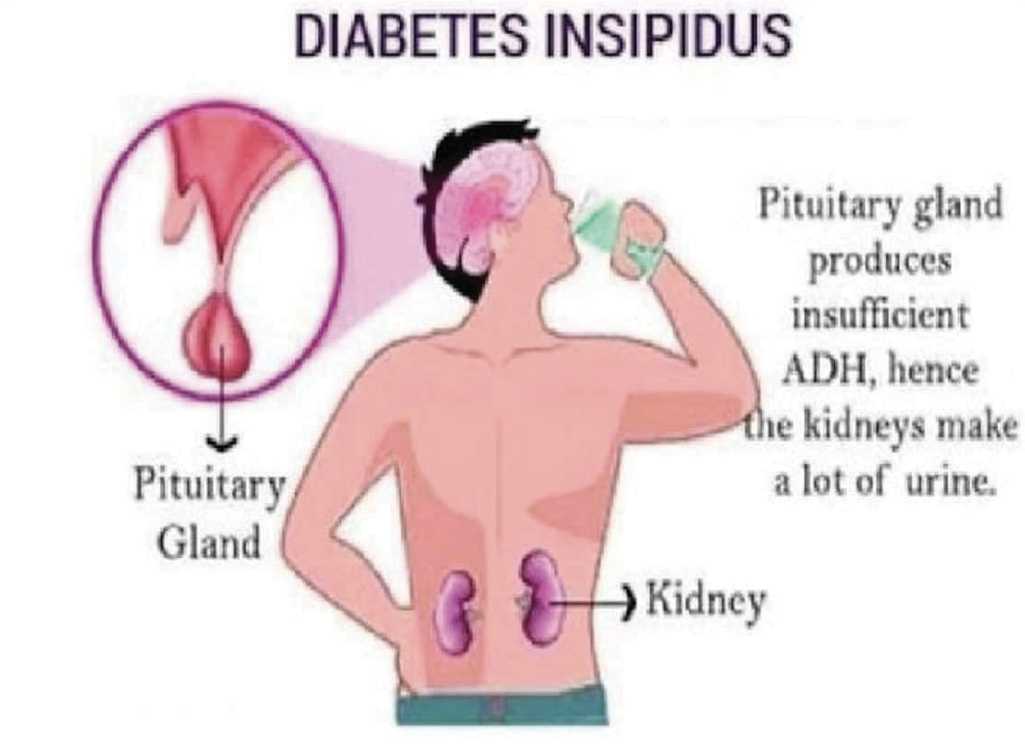 DIABETES INSIPIDUS
Pituitary gland
produces
insufficient
ADH, hence
the kidneys make
a lot of urine.
Pituitary
Gland
Kidney